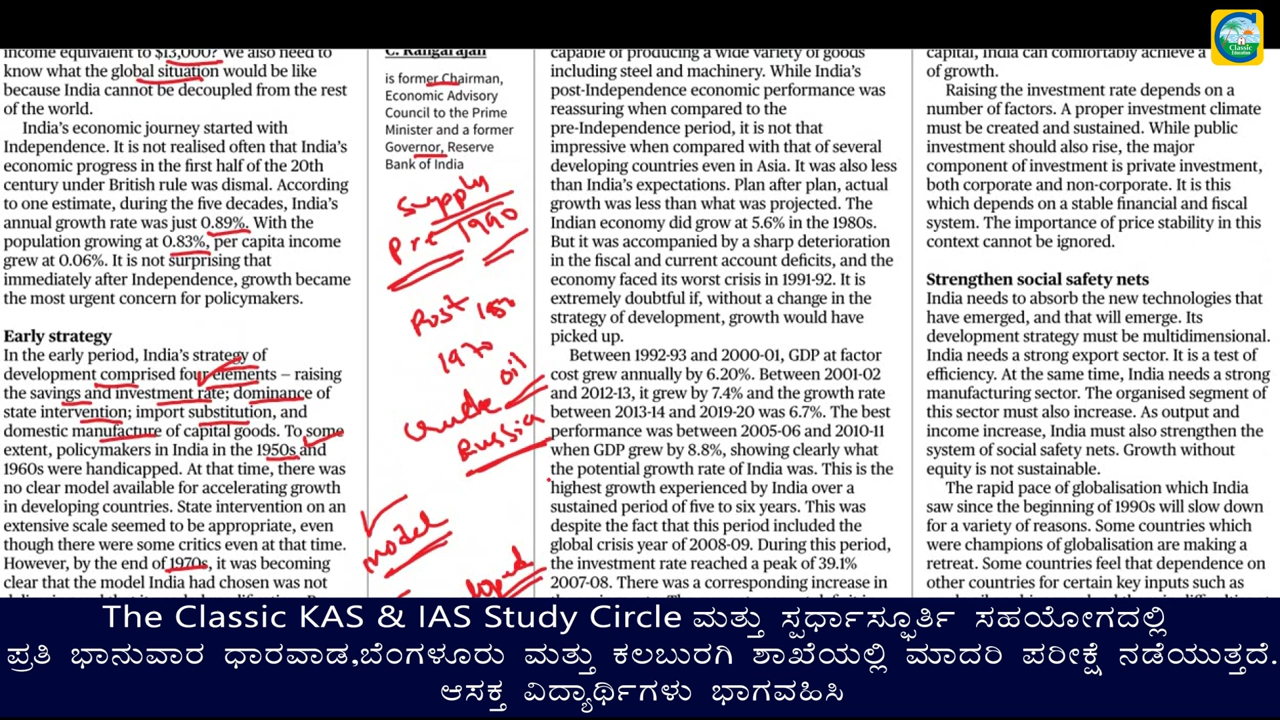 income equivalent to $13,000? We also need to
know what the global situation would be like
because India cannot be decoupled from the rest
of the world.
India's economic journey started with
Independence. It is not realised often that India's
economic progress in the first half of the 20th
century under British rule was dismal. According
to one estimate, during the five decades, India's
annual growth rate was just 0.89%. With the
population growing at 0.83%, per capita income
grew at 0.06%. It is not surprising that
immediately after Independence, growth became
the most urgent concern for policymakers.
Early strategy
In the early period, India's strategy of
development comprised four elements – raising
the savings and investment rate; dominance of
state intervention; import substitution, and
domestic manufacture of capital goods. To some
extent, policymakers in India in the 1950s and
1960s were handicapped. At that time, there was
no clear model available for accelerating growth
in developing countries. State intervention on an
extensive scale seemed to be appropriate, even
though there were some critics even at that time.
However, by the end of 1970s, it was becoming
clear that the model India had chosen was not
C. Rangarajan
is former Chairman,
Economic Advisory
Council to the Prime
Minister and a former
Governor, Reserve
Bank of India
Supply
Pre 1990
Post 1950
1970
oil
crude
Russia
model
capable of producing a wide variety of goods
including steel and machinery. While India's
post-Independence economic performance was
reassuring when compared to the
pre-Independence period, it is not that
impressive when compared with that of several
developing countries even in Asia. It was also less
than India's expectations. Plan after plan, actual
growth was less than what was projected. The
Indian economy did grow at 5.6% in the 1980s.
But it was accompanied by a sharp deterioration
in the fiscal and current account deficits, and the
economy faced its worst crisis in 1991-92. It is
extremely doubtful if, without a change in the
strategy of development, growth would have
picked up.
Between 1992-93 and 2000-01, GDP at factor
cost grew annually by 6.20%. Between 2001-02
and 2012-13, it grew by 7.4% and the growth rate
between 2013-14 and 2019-20 was 6.7%. The best
performance was between 2005-06 and 2010-11
when GDP grew by 8.8%, showing clearly what
the potential growth rate of India was. This is the
highest growth experienced by India over a
sustained period of five to six years. This was
despite the fact that this period included the
global crisis year of 2008-09. During this period,
the investment rate reached a peak of 39.1%
2007-08. There was a corresponding increase in
capital, India can comfortably achieve a
of growth.
Raising the investment rate depends on a
number of factors. A proper investment climate
must be created and sustained. While public
investment should also rise, the major
component of investment is private investment,
both corporate and non-corporate. It is this
which depends on a stable financial and fiscal
system. The importance of price stability in this
context cannot be ignored.
Strengthen social safety nets
India needs to absorb the new technologies that
have emerged, and that will emerge. Its
development strategy must be multidimensional.
India needs a strong export sector. It is a test of
efficiency. At the same time, India needs a strong
manufacturing sector. The organised segment of
this sector must also increase. As output and
income increase, India must also strengthen the
system of social safety nets. Growth without
equity is not sustainable.
The rapid pace of globalisation which India
saw since the beginning of 1990s will slow down
for a variety of reasons. Some countries which
were champions of globalisation are making a
retreat. Some countries feel that dependence on
other countries for certain key inputs such as
Classic
Education
The Classic KAS & IAS Study Circle ಮತ್ತು ಸ್ಪರ್ಧಾಸ್ಫೂರ್ತಿ ಸಹಯೋಗದಲ್ಲಿ
ಪ್ರತಿ ಭಾನುವಾರ ಧಾರವಾಡ,ಬೆಂಗಳೂರು ಮತ್ತು ಕಲಬುರಗಿ ಶಾಖೆಯಲ್ಲಿ ಮಾದರಿ ಪರೀಕ್ಷೆ ನಡೆಯುತ್ತದೆ.
ಆಸಕ್ತ ವಿದ್ಯಾರ್ಥಿಗಳು ಭಾಗವಹಿಸಿ